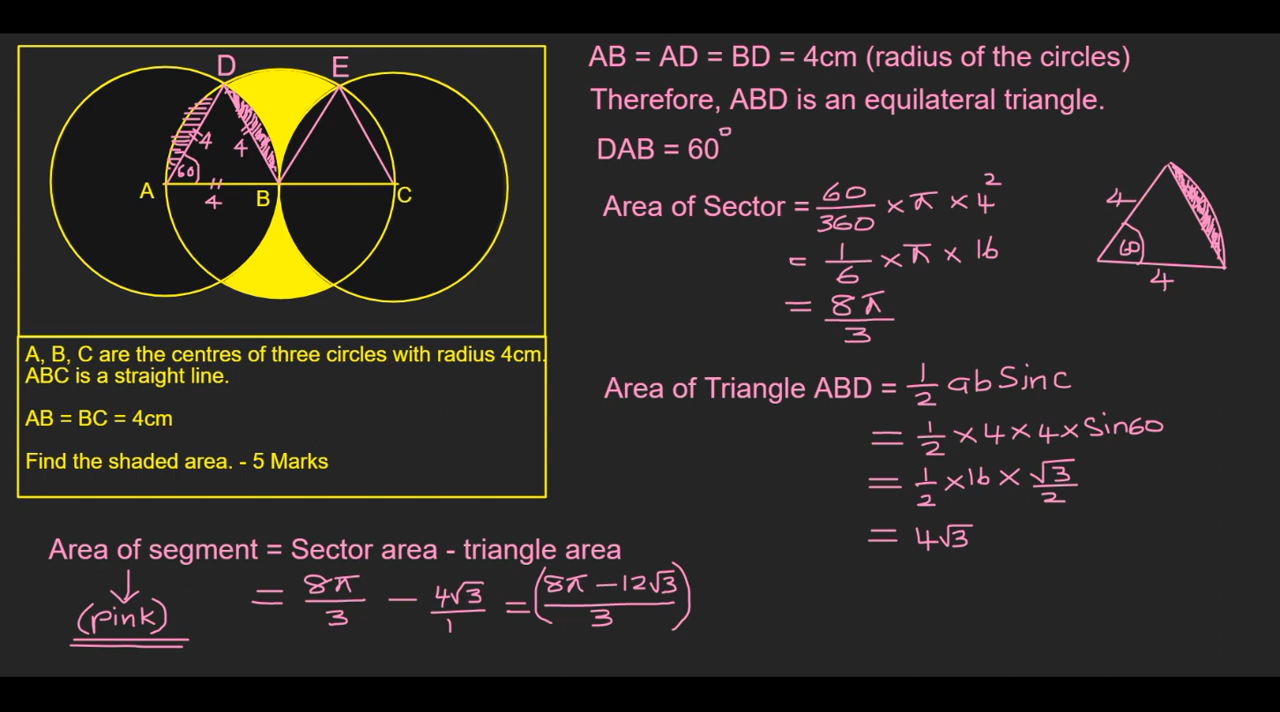 D
E
A
B
C
4
4
60
4
A, B, C are the centres of three circles with radius 4cm.
ABC is a straight line.
AB = BC = 4cm
Find the shaded area. - 5 Marks
AB = AD = BD = 4cm (radius of the circles)
Therefore, ABD is an equilateral triangle.
DAB = 60°
Area of Sector = 60/360 × π × 4²
= 1/6 × π × 16
= 8π/3
4
60
4
Area of Triangle ABD = 1/2 ab Sin C
= 1/2 × 4 × 4 × Sin60
= 1/2 × 16 × √3/2
= 4√3
Area of segment = Sector area - triangle area
(pink)
= 8π/3 − 4√3/1 = (8π − 12√3/3)